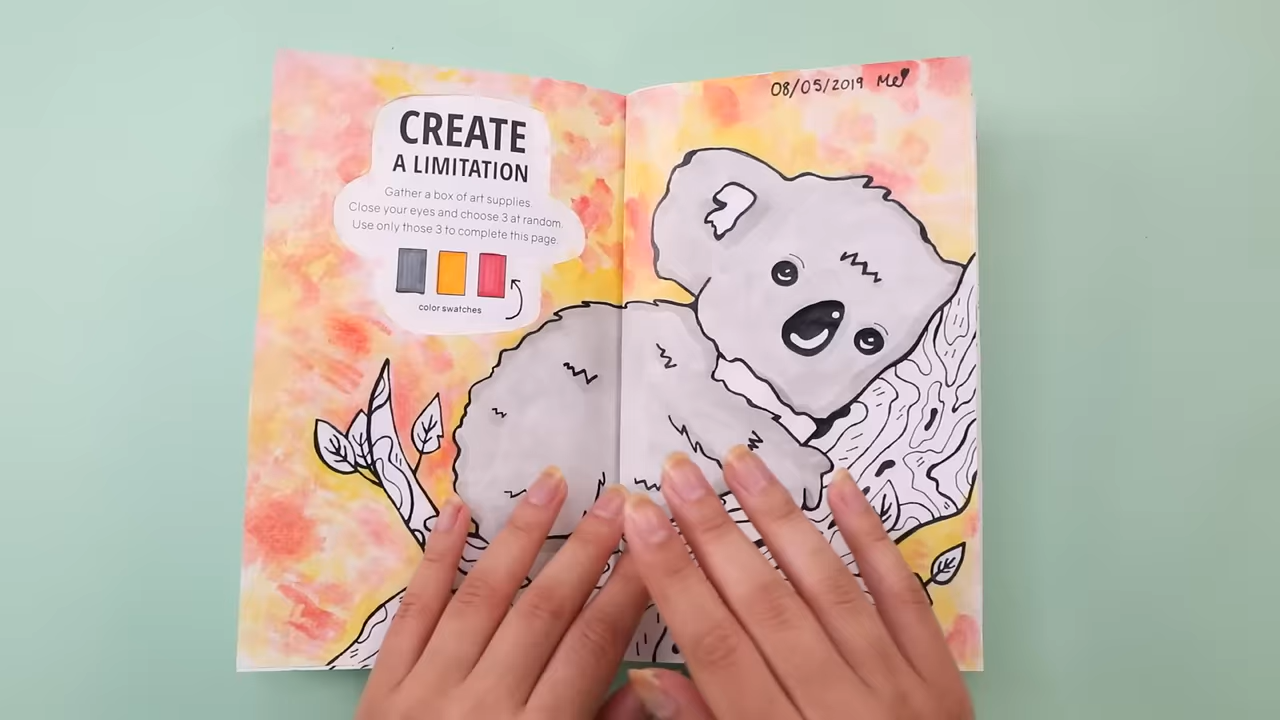 CREATE
A LIMITATION
Gather a box of art supplies.
Close your eyes and choose 3 at random.
Use only those 3 to complete this page.
color swatches
08/05/2019 Mei